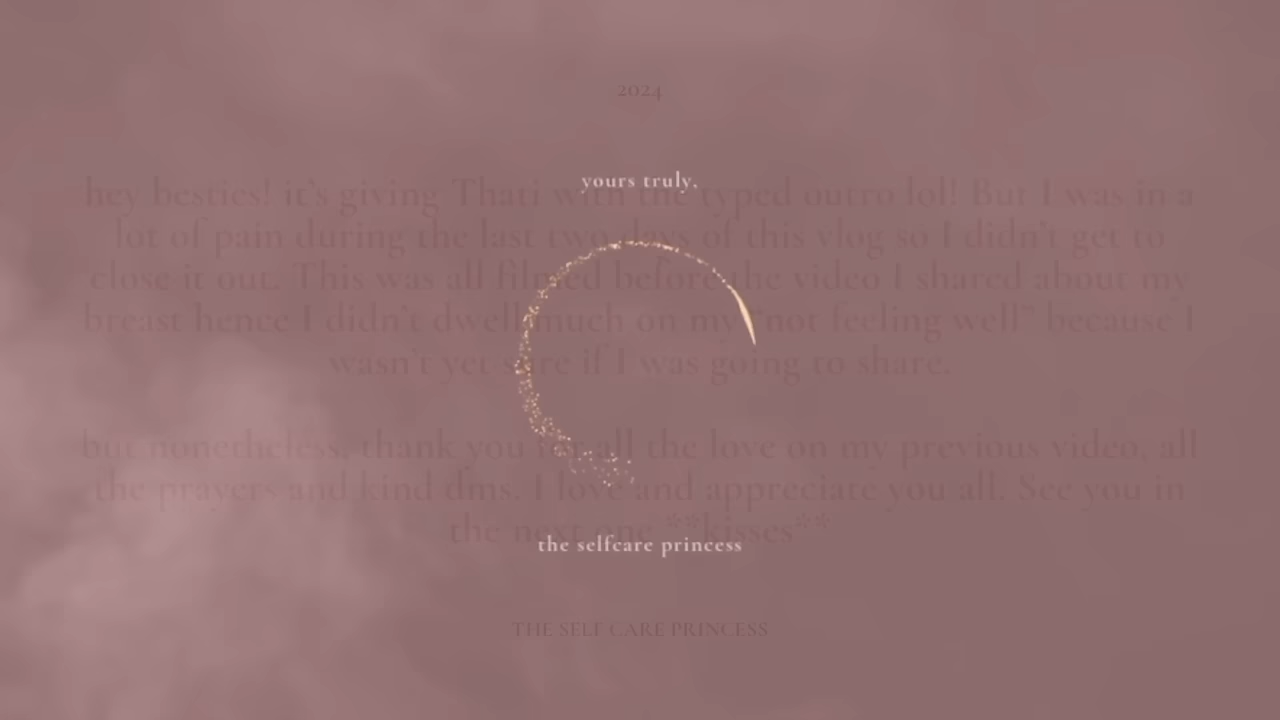 2024
yours truly,
hey besties! it's giving Thati with the typed outro lol! But I was in a
lot of pain during the last two days of this vlog so I didn't get to
close it out. This was all filmed before the video I shared about my
breast hence I didn't dwell much on my "not feeling well" because I
wasn't yet sure if I was going to share.
but nonetheless, thank you for all the love on my previous video, all
the prayers and kind dms. I love and appreciate you all. See you in
the next one **kisses**
the selfcare princess
THE SELF CARE PRINCESS